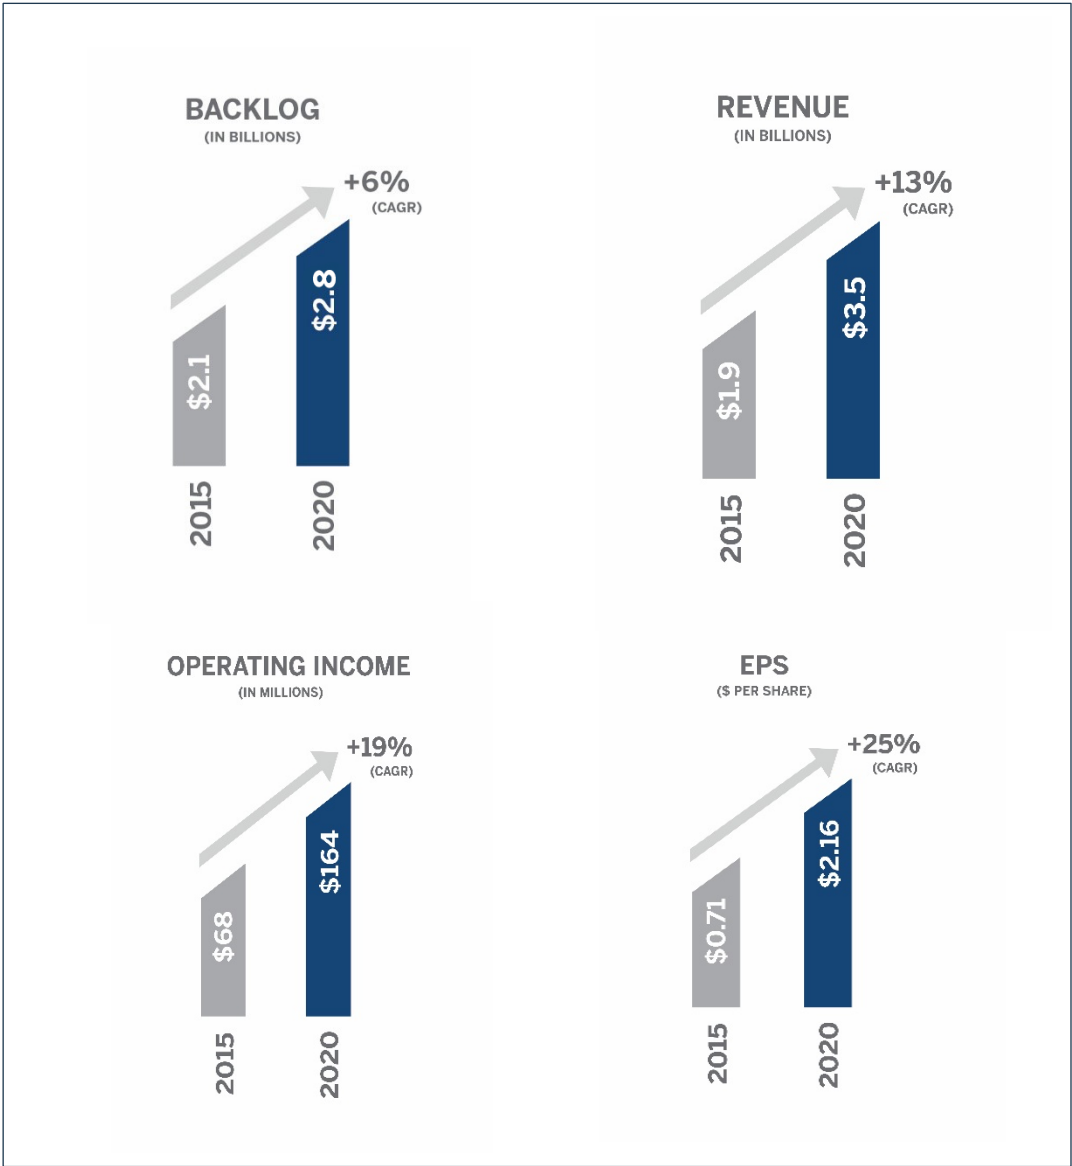 BACKLOG
(IN BILLIONS)
+6%
(CAGR)
$2.1
$2.8
2015
2020
REVENUE
(IN BILLIONS)
+13%
(CAGR)
$1.9
$3.5
2015
2020
OPERATING INCOME
(IN MILLIONS)
+19%
(CAGR)
$68
$164
2015
2020
EPS
($ PER SHARE)
+25%
(CAGR)
$0.71
$2.16
2015
2020